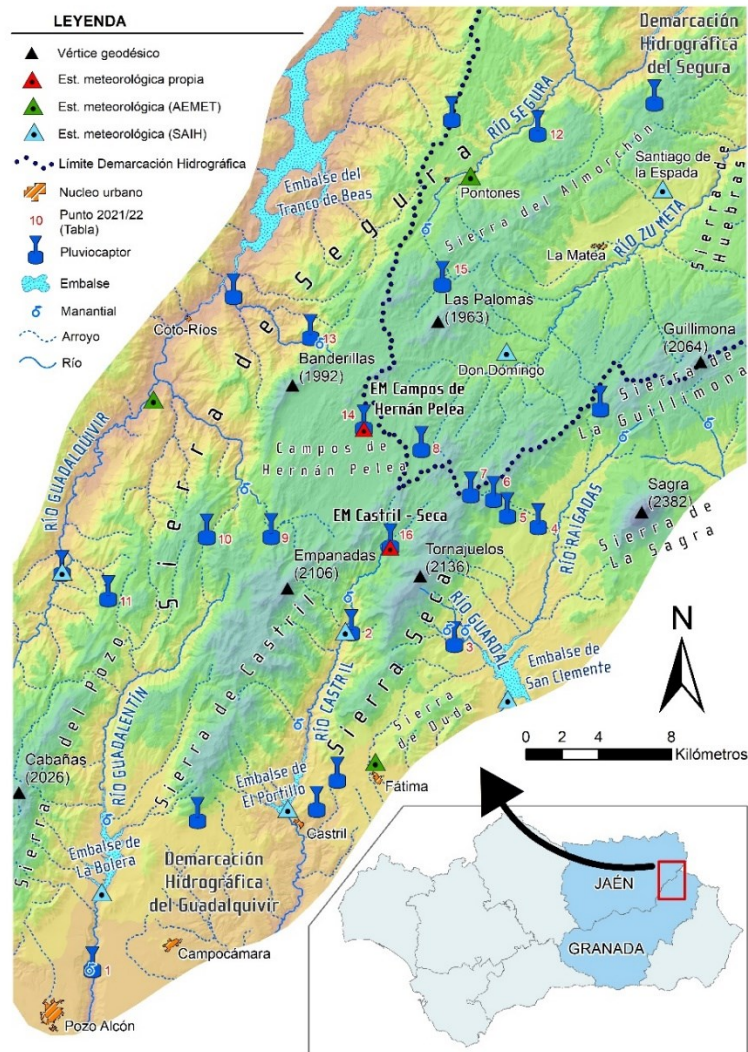 LEYENDA
Vértice geodésico
Est. meteorológica propia
Est. meteorológica (AEMET)
Est. meteorológica (SAIH)
Límite Demarcación Hidrográfica
Nucleo urbano
10 Punto 2021/22
(Tabla)
Pluviocaptor
Embalse
Manantial
Arroyo
Río
Demarcación
Hidrográfica
del Segura
RÍO SEGURA
12
Embalse del
Tranco de Beas
Pontones
Santiago de
la Espada
Sierra del Almorchón
Sierra de
Huebras
RÍO ZUMETA
La Matea
15
Las Palomas
(1963)
Sierra de Segura
Coto-Ríos
13
Banderillas
(1992)
Don Domingo
Guillimona
(2064)
Sierra de
La Guillimona
EM Campos de
Hernán Pelea
14
Campos de
Hernán Pelea
8
RÍO GUADALQUIVIR
7
6
5
4
Sagra
(2382)
Sierra de
La Sagra
RÍO RAIGADAS
EM Castril - Seca
16
10
9
Empanadas
(2106)
Tornajuelos
(2136)
11
2
3
RÍO GUARDAL
Embalse de
San Clemente
Sierra del Pozo
Sierra de Castril
RÍO CASTRIL
Sierra Seca
Sierra
de Duda
RÍO GUADALENTÍN
Cabañas
(2026)
Fátima
Embalse de
El Portillo
Castril
Embalse de
La Bolera
Demarcación
Hidrográfica
del Guadalquivir
Campocámara
1
Pozo Alcón
N
0 2 4 8
Kilómetros
JAÉN
GRANADA